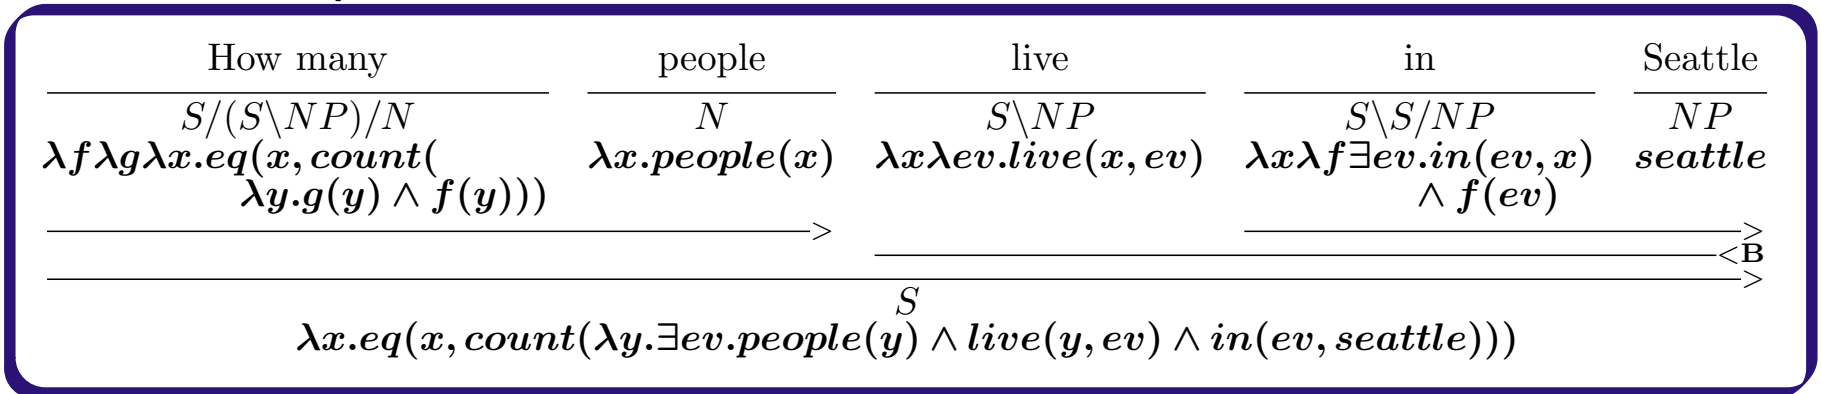 How many people live in Seattle
S/(S\NP)/N N S\NP S\S/NP NP
λfλgλx.eq(x, count( λx.people(x) λxλev.live(x, ev) λxλf∃ev.in(ev, x) seattle
λy.g(y) ∧ f(y))) ∧ f(ev)
> >
<B
>
S
λx.eq(x, count(λy.∃ev.people(y) ∧ live(y, ev) ∧ in(ev, seattle)))